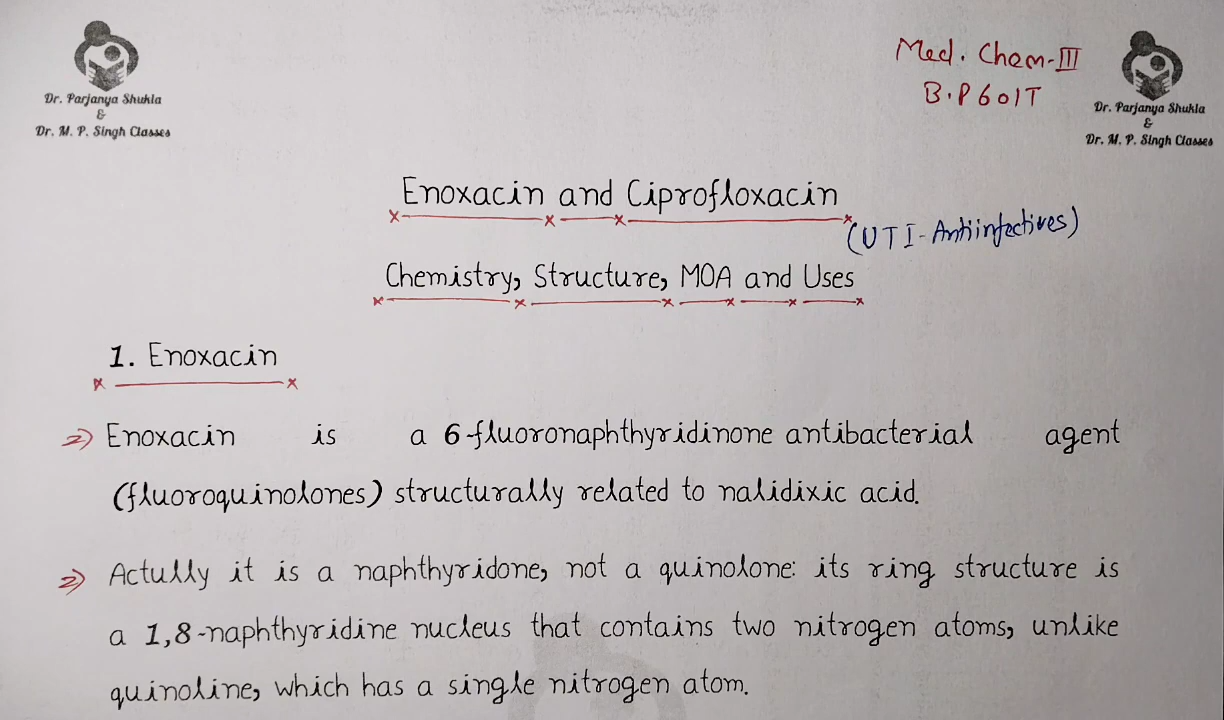 Med. Chem-III
B.P601T
Dr. Parjanya Shukla
&
Dr. M. P. Singh Classes
Dr. Parjanya Shukla
&
Dr. M. P. Singh Classes
Enoxacin and Ciprofloxacin
(UTI-Antiinfectives)
Chemistry, Structure, MOA and Uses
1. Enoxacin
Enoxacin is a 6-fluoronaphthyridinone antibacterial agent
(fluoroquinolones) structurally related to nalidixic acid.
Actully it is a naphthyridone, not a quinolone: its ring structure is
a 1,8-naphthyridine nucleus that contains two nitrogen atoms, unlike
quinoline, which has a single nitrogen atom.